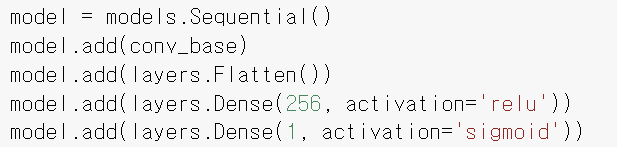 model = models.Sequential()
model.add(conv_base)
model.add(layers.Flatten())
model.add(layers.Dense(256, activation='relu'))
model.add(layers.Dense(1, activation='sigmoid'))